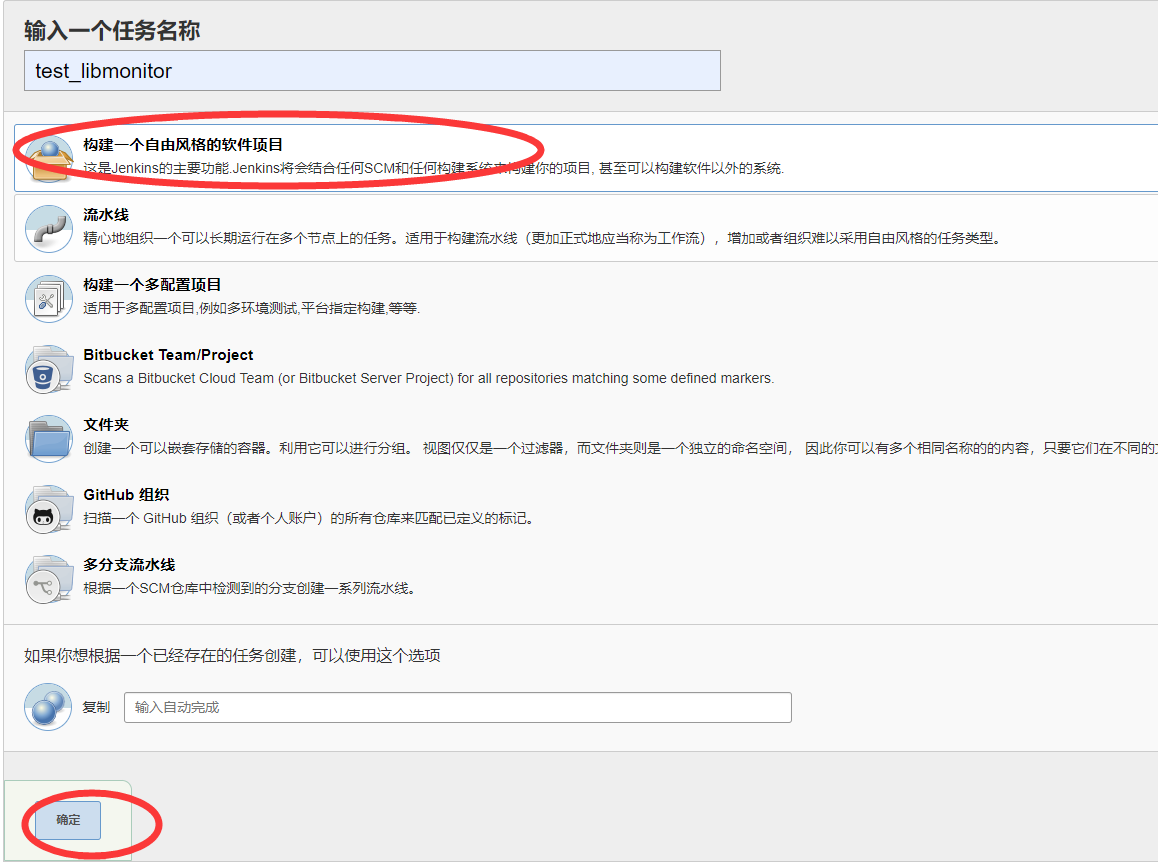 输入一个任务名称
test_libmonitor
构建一个自由风格的软件项目
这是Jenkins的主要功能.Jenkins将会结合任何SCM和任何构建系统来构建你的项目, 甚至可以构建软件以外的系统.
流水线
精心地组织一个可以长期运行在多个节点上的任务。适用于构建流水线（更加正式地应当称为工作流），增加或者组织难以采用自由风格的任务类型。
构建一个多配置项目
适用于多配置项目,例如多环境测试,平台指定构建,等等.
Bitbucket Team/Project
Scans a Bitbucket Cloud Team (or Bitbucket Server Project) for all repositories matching some defined markers.
文件夹
创建一个可以嵌套存储的容器。利用它可以进行分组。 视图仅仅是一个过滤器，而文件夹则是一个独立的命名空间， 因此你可以有多个相同名称的的内容，只要它们在不同的
GitHub 组织
扫描一个 GitHub 组织（或者个人账户）的所有仓库来匹配已定义的标记。
多分支流水线
根据一个SCM仓库中检测到的分支创建一系列流水线。
如果你想根据一个已经存在的任务创建，可以使用这个选项
复制 输入自动完成
确定